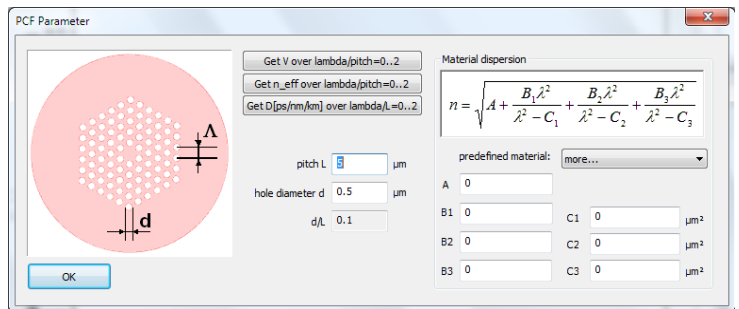 PCF Parameter
x
Λ
d
OK
Get V over lambda/pitch=0..2
Get n_eff over lambda/pitch=0..2
Get D[ps/nm/km] over lambda/L=0..2
pitch L 5 μm
hole diameter d 0.5 μm
d/L 0.1
Material dispersion
n = √(A + B₁λ²/(λ² − C₁) + B₂λ²/(λ² − C₂) + B₃λ²/(λ² − C₃))
predefined material: more...
A 0
B1 0 C1 0 μm²
B2 0 C2 0 μm²
B3 0 C3 0 μm²